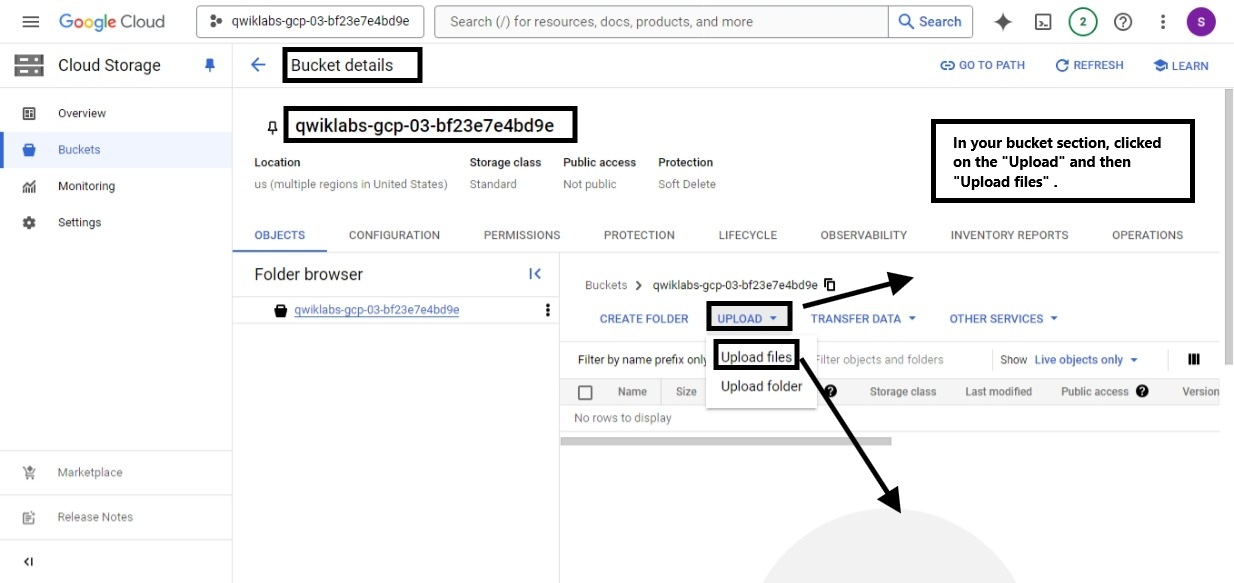 Google Cloud
qwiklabs-gcp-03-bf23e7e4bd9e
Search (/) for resources, docs, products, and more
Search
2
S
Cloud Storage
Bucket details
GO TO PATH
REFRESH
LEARN
Overview
Buckets
Monitoring
Settings
Marketplace
Release Notes
qwiklabs-gcp-03-bf23e7e4bd9e
Location
Storage class
Public access
Protection
us (multiple regions in United States)
Standard
Not public
Soft Delete
In your bucket section, clicked
on the "Upload" and then
"Upload files" .
OBJECTS
CONFIGURATION
PERMISSIONS
PROTECTION
LIFECYCLE
OBSERVABILITY
INVENTORY REPORTS
OPERATIONS
Folder browser
qwiklabs-gcp-03-bf23e7e4bd9e
Buckets > qwiklabs-gcp-03-bf23e7e4bd9e
CREATE FOLDER
UPLOAD
TRANSFER DATA
OTHER SERVICES
Upload files
Upload folder
Filter by name prefix only
Filter objects and folders
Show Live objects only
Name
Size
Storage class
Last modified
Public access
Version
No rows to display